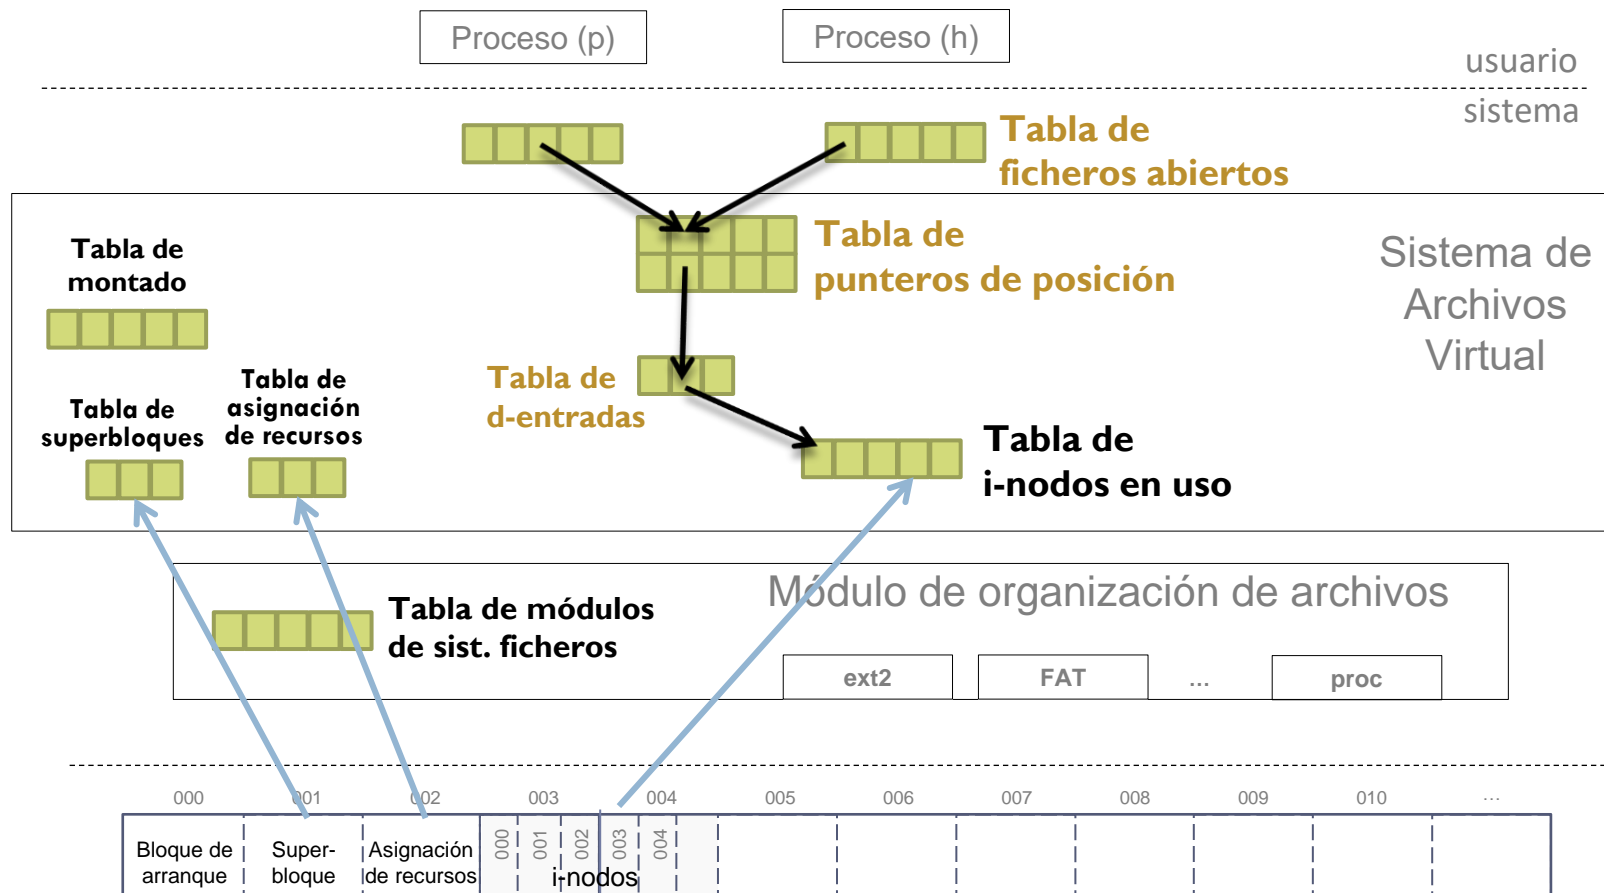 Proceso (p)
Proceso (h)
usuario
sistema
Tabla de
ficheros abiertos
Tabla de
montado
Tabla de
punteros de posición
Sistema de
Archivos
Virtual
Tabla de
superbloques
Tabla de
asignación
de recursos
Tabla de
d-entradas
Tabla de
i-nodos en uso
Módulo de organización de archivos
Tabla de módulos
de sist. ficheros
ext2
FAT
...
proc
000
001
002
003
004
005
006
007
008
009
010
...
Bloque de
arranque
Super-
bloque
Asignación
de recursos
000
001
002
003
004
i-nodos